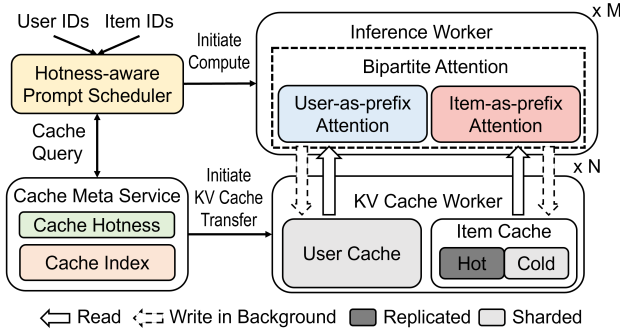 User IDs
Item IDs
Hotness-aware
Prompt Scheduler
Initiate
Compute
x M
Inference Worker
Bipartite Attention
User-as-prefix
Attention
Item-as-prefix
Attention
Cache
Query
Cache Meta Service
Cache Hotness
Cache Index
Initiate
KV Cache
Transfer
x N
KV Cache Worker
User Cache
Item Cache
Hot
Cold
Read
Write in Background
Replicated
Sharded